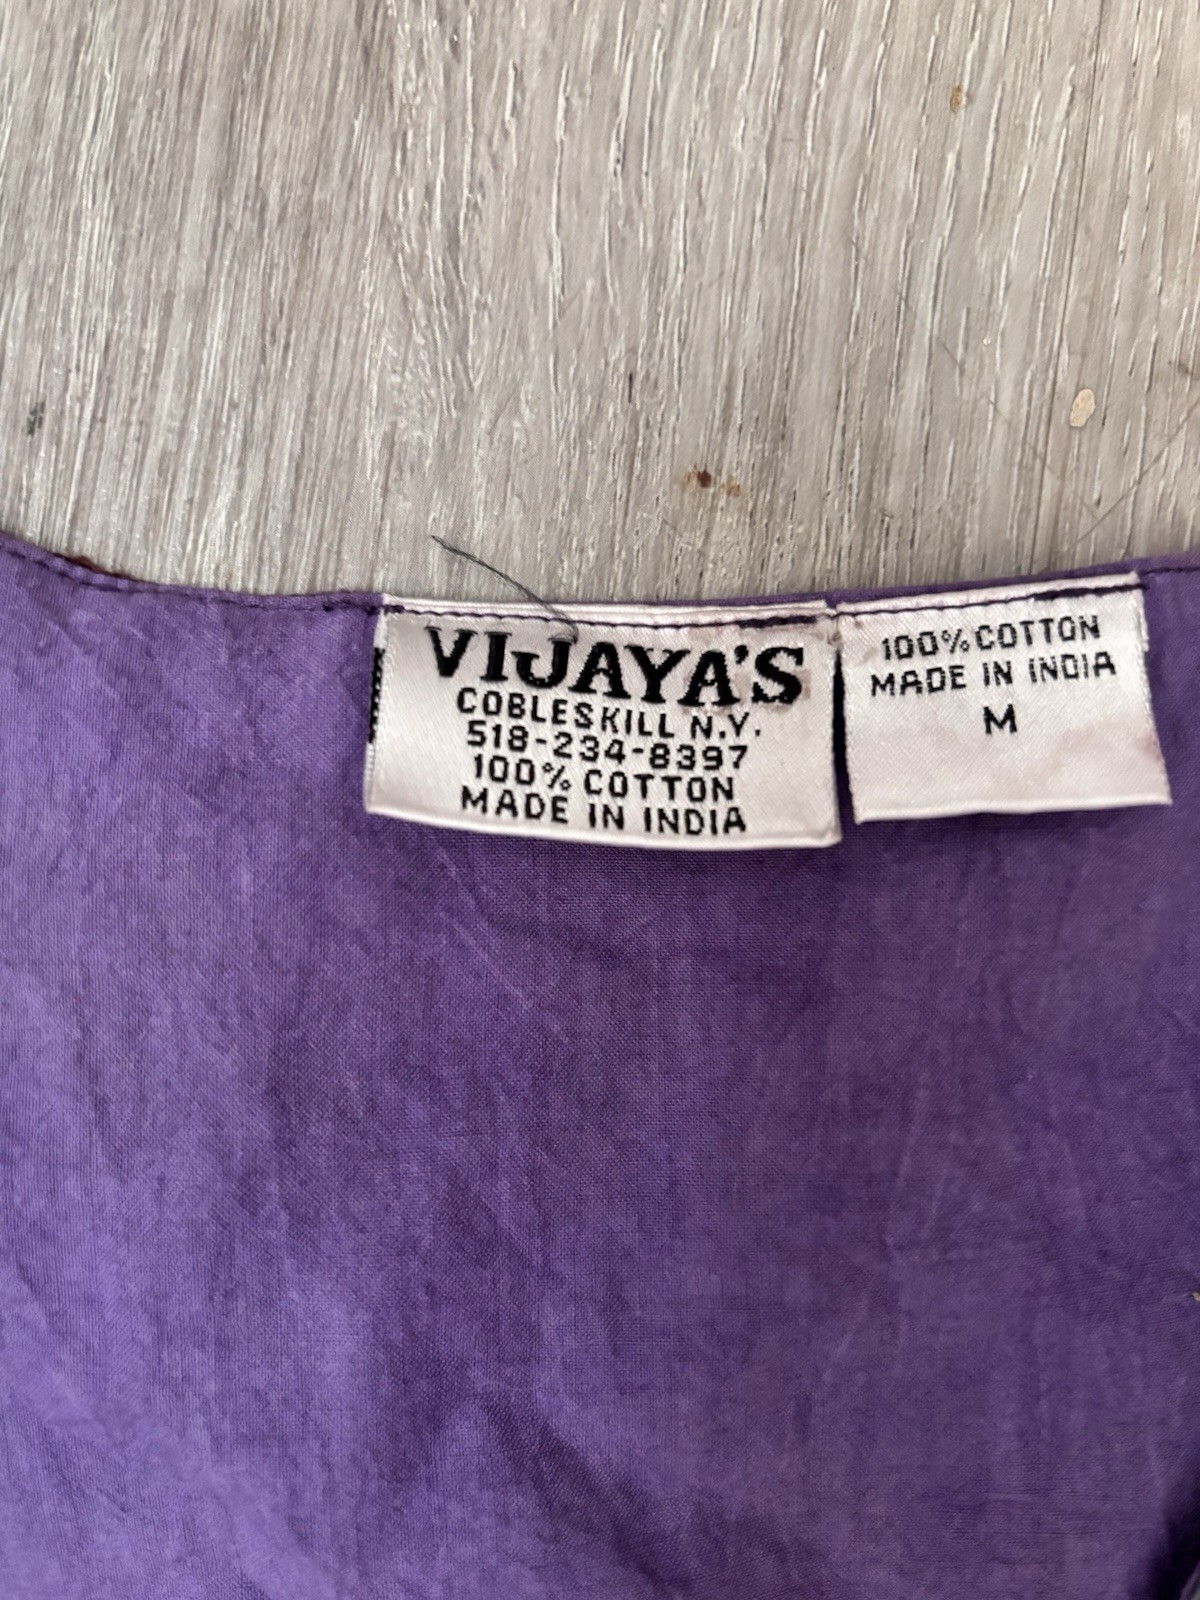 VIJAYA'S
COBLESKILL N.Y.
518-234-8397
100% COTTON
MADE IN INDIA
100% COTTON
MADE IN INDIA
M